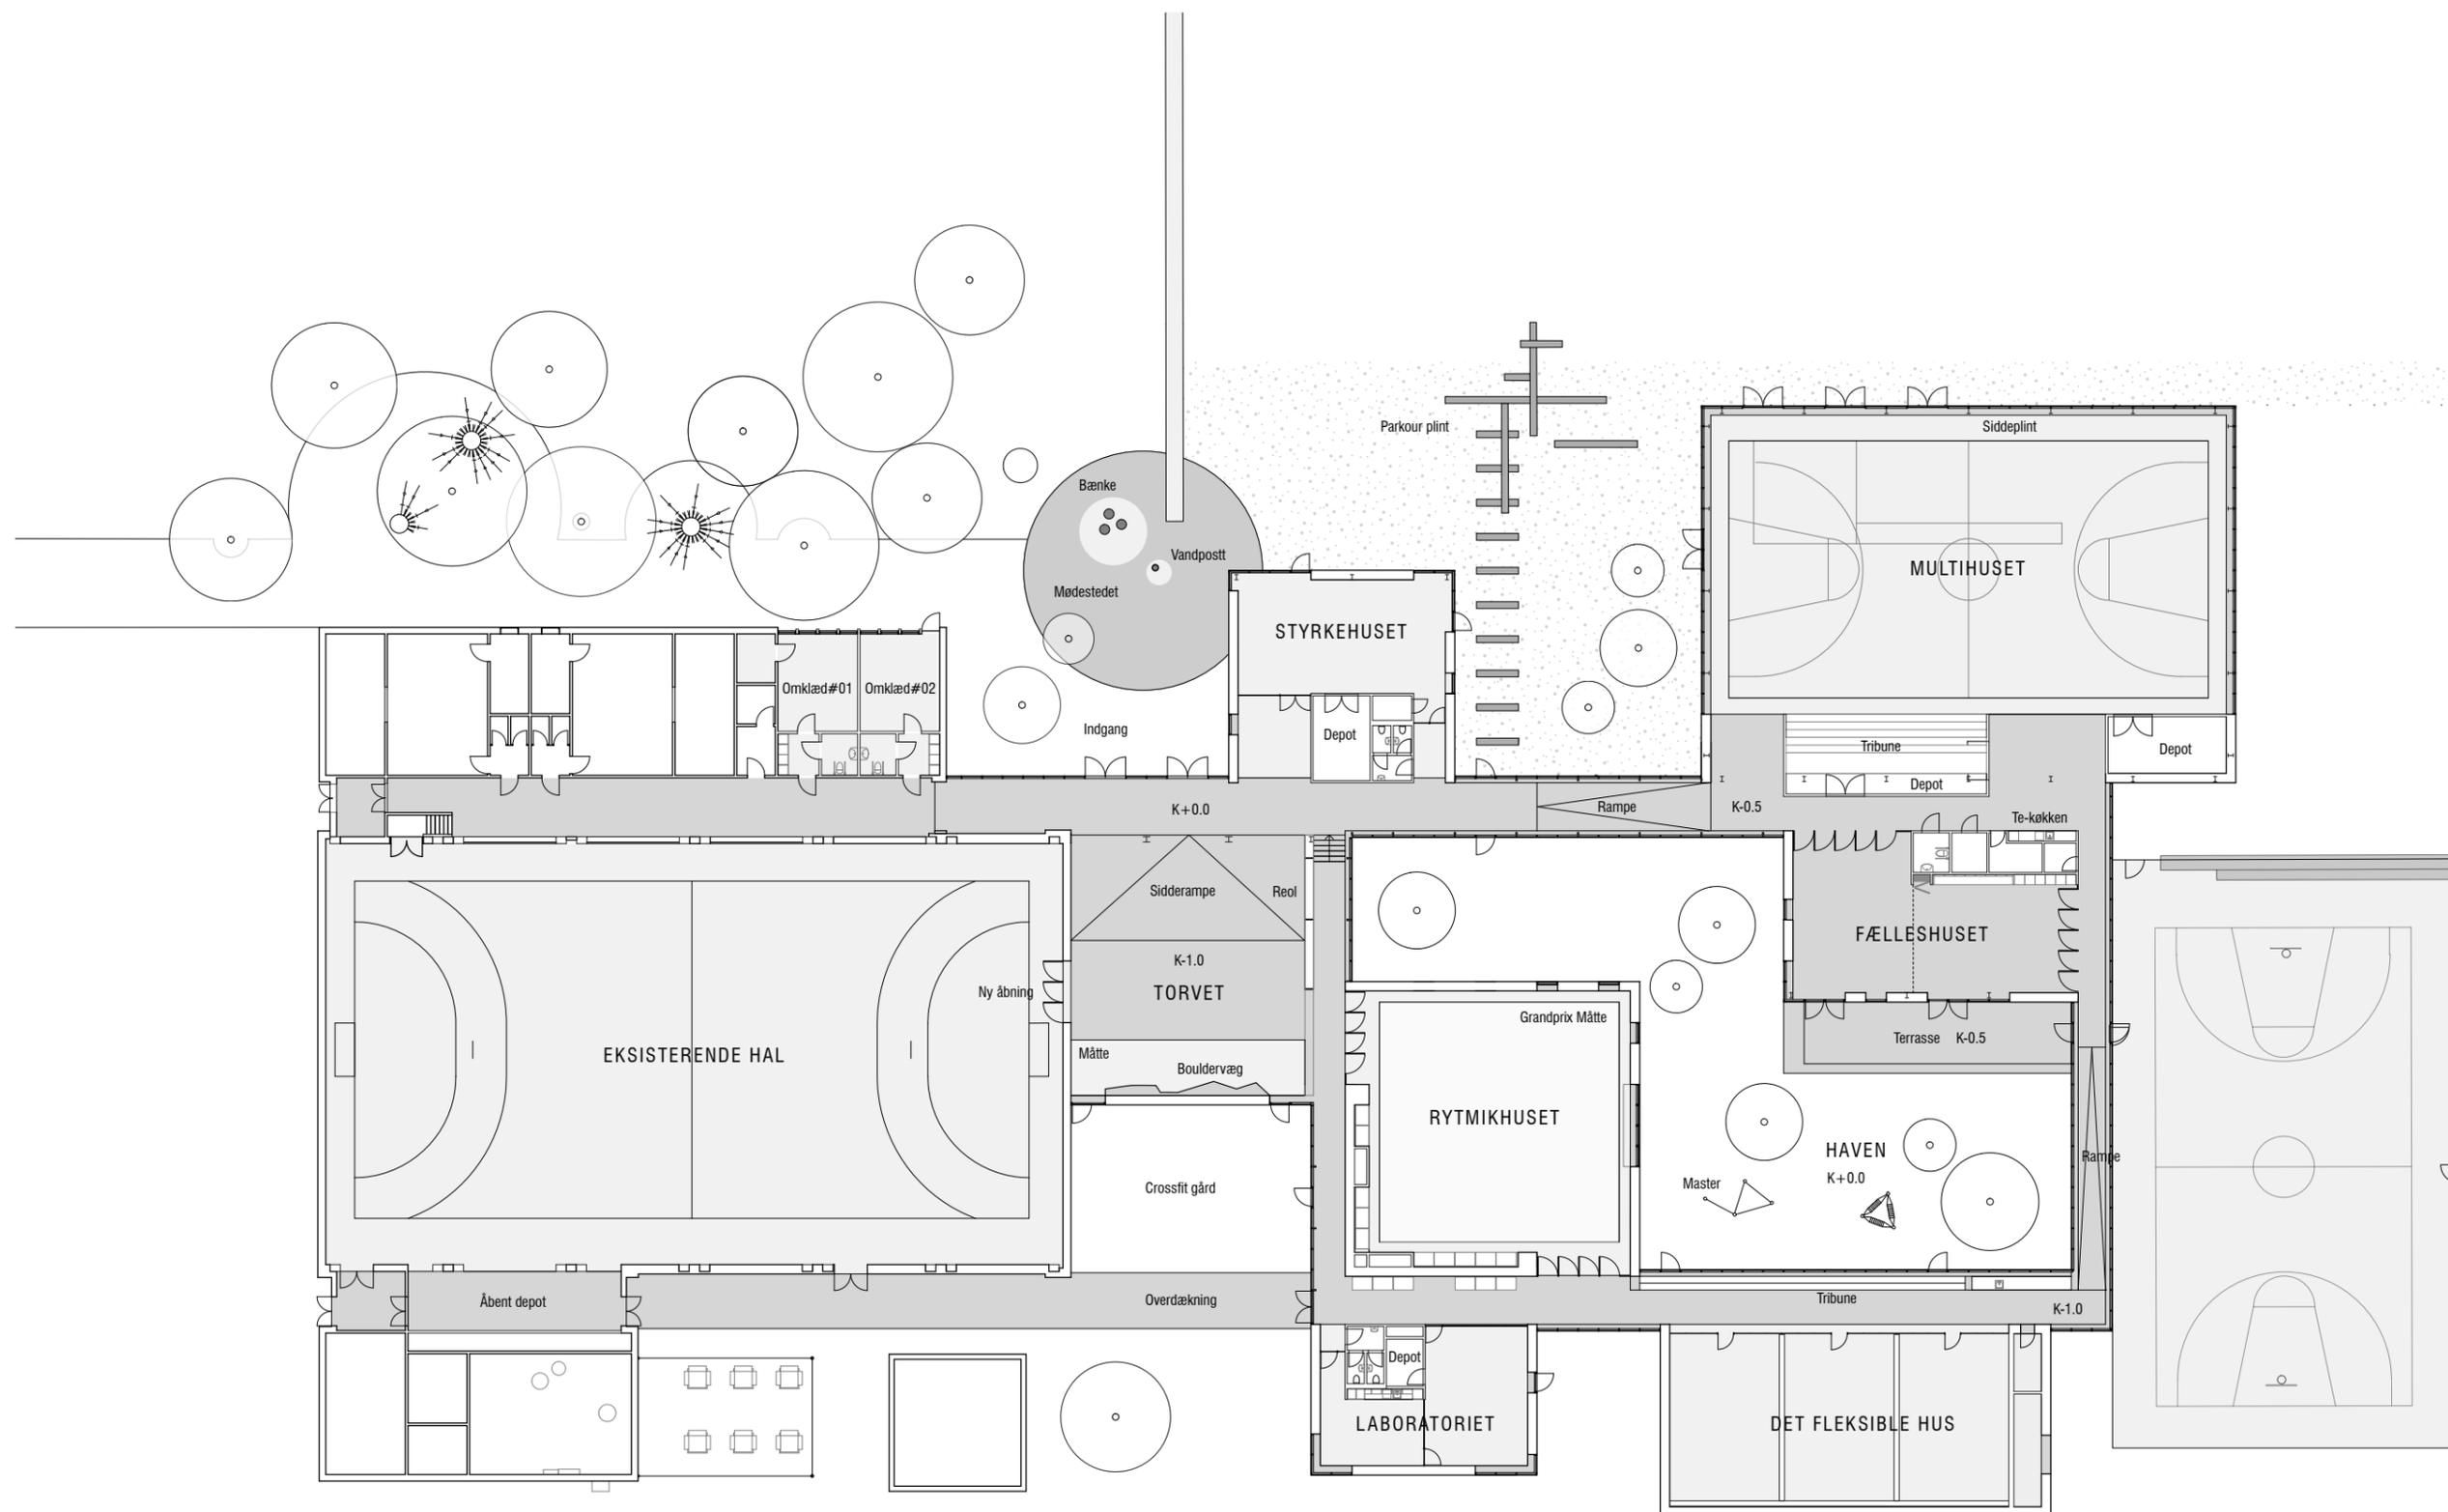 Parkour plint
Siddeplint
Bænke
Vandpostt
MULTIHUSET
Mødestedet
STYRKEHUSET
Omklæd#01
Omklæd#02
Indgang
Depot
Tribune
Depot
Depot
K+0.0
Rampe
K-0.5
Te-køkken
Sidderampe
Reol
FÆLLESHUSET
K-1.0
Ny åbning
TORVET
Grandprix Måtte
Terrasse
K-0.5
EKSISTERENDE HAL
Måtte
Bouldervæg
RYTMIKHUSET
HAVEN
Rampe
K+0.0
Master
Crossfit gård
Åbent depot
Overdækning
Tribune
K-1.0
Depot
LABORATORIET
DET FLEKSIBLE HUS